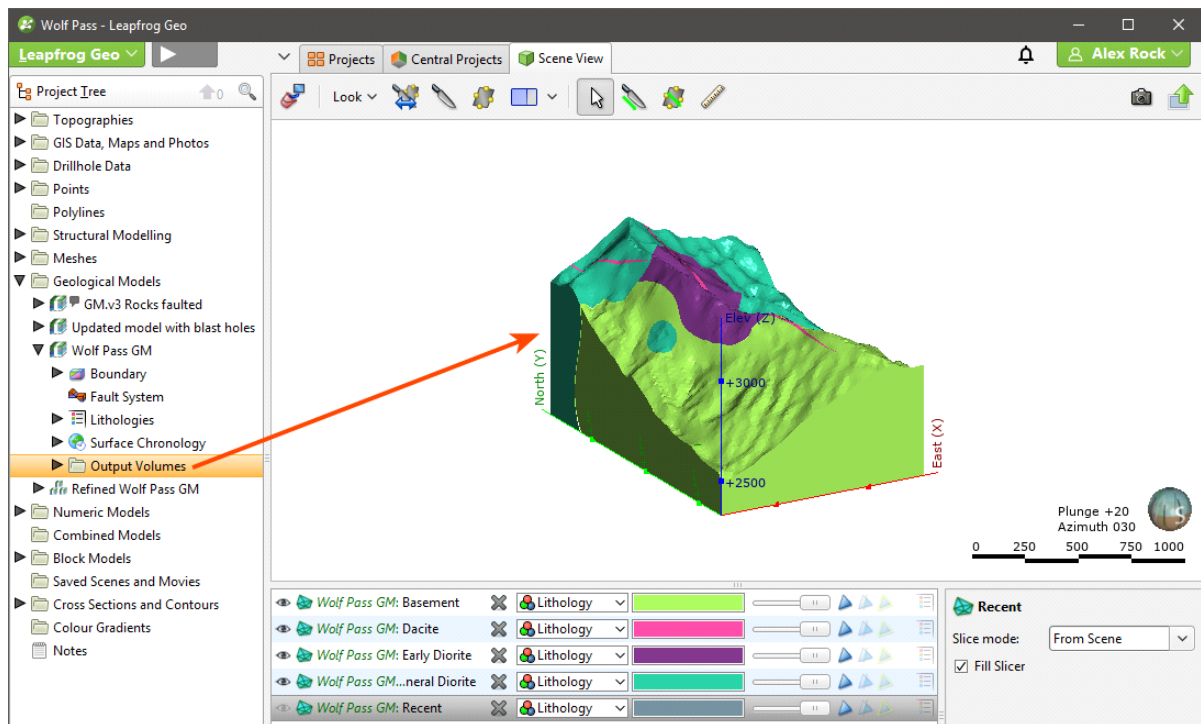 Wolf Pass - Leapfrog Geo
Leapfrog Geo
Projects
Central Projects
Scene View
Alex Rock
Project Tree
0
Look
Topographies
GIS Data, Maps and Photos
Drillhole Data
Points
Polylines
Structural Modelling
Meshes
Geological Models
GM.v3 Rocks faulted
Updated model with blast holes
Wolf Pass GM
Boundary
Fault System
Lithologies
Surface Chronology
Output Volumes
Refined Wolf Pass GM
Numeric Models
Combined Models
Block Models
Saved Scenes and Movies
Cross Sections and Contours
Colour Gradients
Notes
Elev (Z)
+3000
+2500
North (Y)
East (X)
Plunge +20
Azimuth 030
S
0 250 500 750 1000
Wolf Pass GM: Basement Lithology
Wolf Pass GM: Dacite Lithology
Wolf Pass GM: Early Diorite Lithology
Wolf Pass GM...neral Diorite Lithology
Wolf Pass GM: Recent Lithology
Recent
Slice mode: From Scene
Fill Slicer